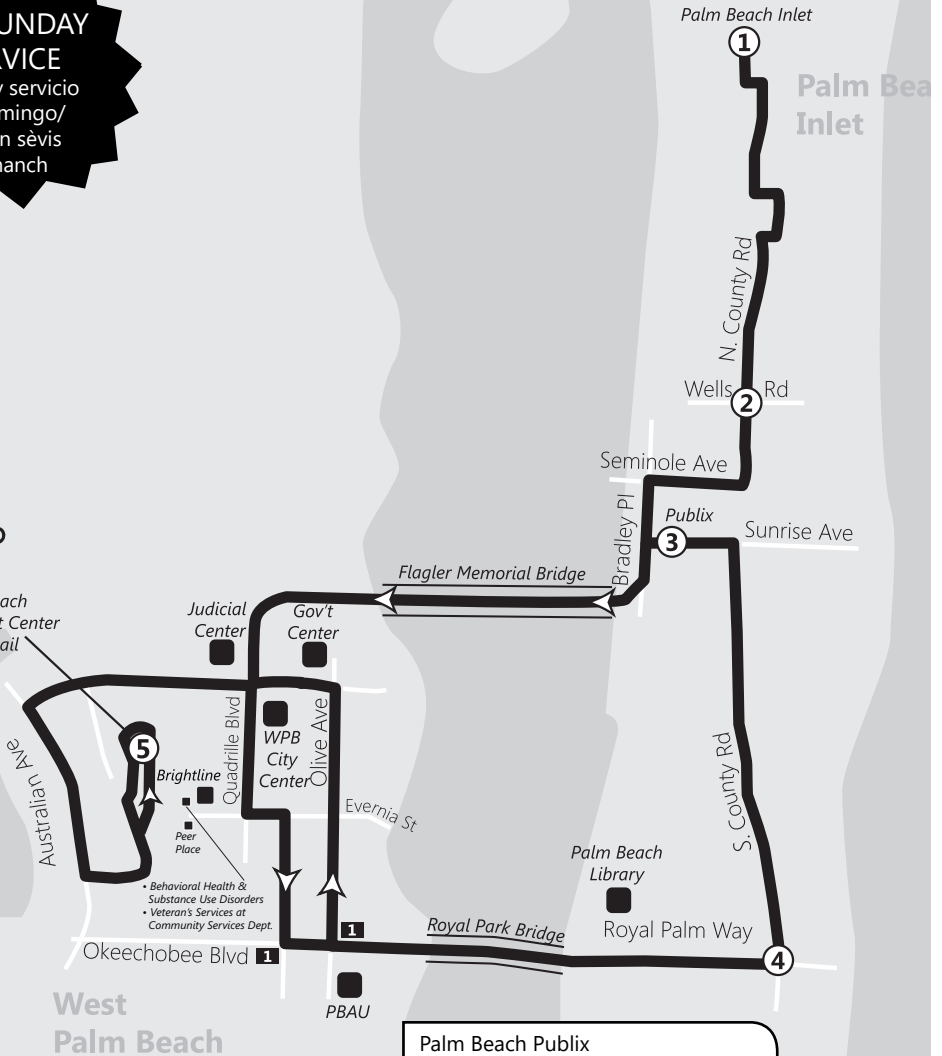 UNDAY
VICE
servicio
mingo/
n sèvis
anch
Palm Beach Inlet
1
Palm Bea
Inlet
N. County Rd
Wells Rd
2
Seminole Ave
Bradley Pl
Publix
3
Sunrise Ave
Flagler Memorial Bridge
each
t Center
ail
Judicial
Center
Gov't
Center
Quadrille Blvd
WPB
City
Center
Olive Ave
5
Brightline
Australian Ave
Peer
Place
Evernia St
• Behavioral Health &
Substance Use Disorders
• Veteran's Services at
Community Services Dept.
S. County Rd
Palm Beach
Library
Royal Park Bridge
Royal Palm Way
4
1
Okeechobee Blvd
1
PBAU
West
Palm Beach
Palm Beach Publix